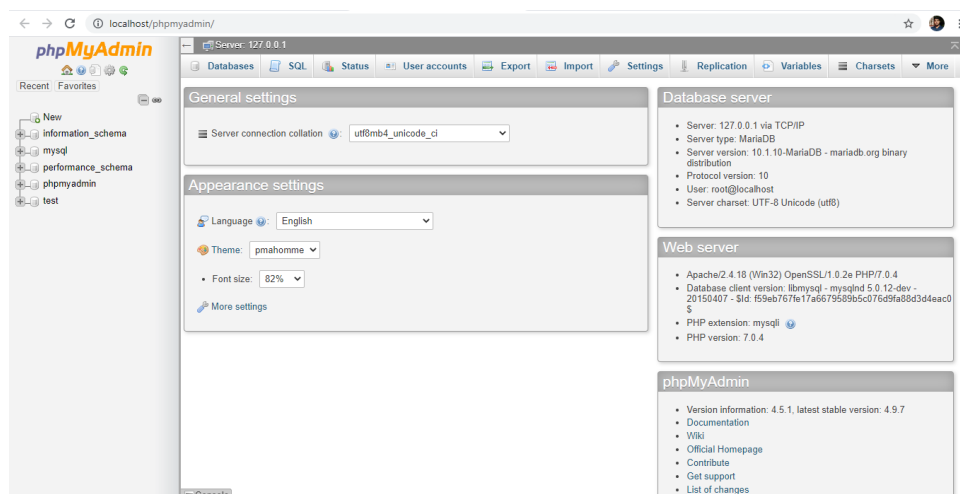 localhost/phpmyadmin/
phpMyAdmin
Recent Favorites
New
information_schema
mysql
performance_schema
phpmyadmin
test
Server: 127.0.0.1
Databases SQL Status User accounts Export Import Settings Replication Variables Charsets More
General settings
Server connection collation : utf8mb4_unicode_ci
Appearance settings
Language : English
Theme: pmahomme
Font size: 82%
More settings
Database server
Server: 127.0.0.1 via TCP/IP
Server type: MariaDB
Server version: 10.1.10-MariaDB - mariadb.org binary
distribution
Protocol version: 10
User: root@localhost
Server charset: UTF-8 Unicode (utf8)
Web server
Apache/2.4.18 (Win32) OpenSSL/1.0.2e PHP/7.0.4
Database client version: libmysql - mysqlnd 5.0.12-dev -
20150407 - $Id: f59eb767fe17a6679589b5c076d9fa88d3d4eac0
$
PHP extension: mysqli
PHP version: 7.0.4
phpMyAdmin
Version information: 4.5.1, latest stable version: 4.9.7
Documentation
Wiki
Official Homepage
Contribute
Get support
List of changes
Console